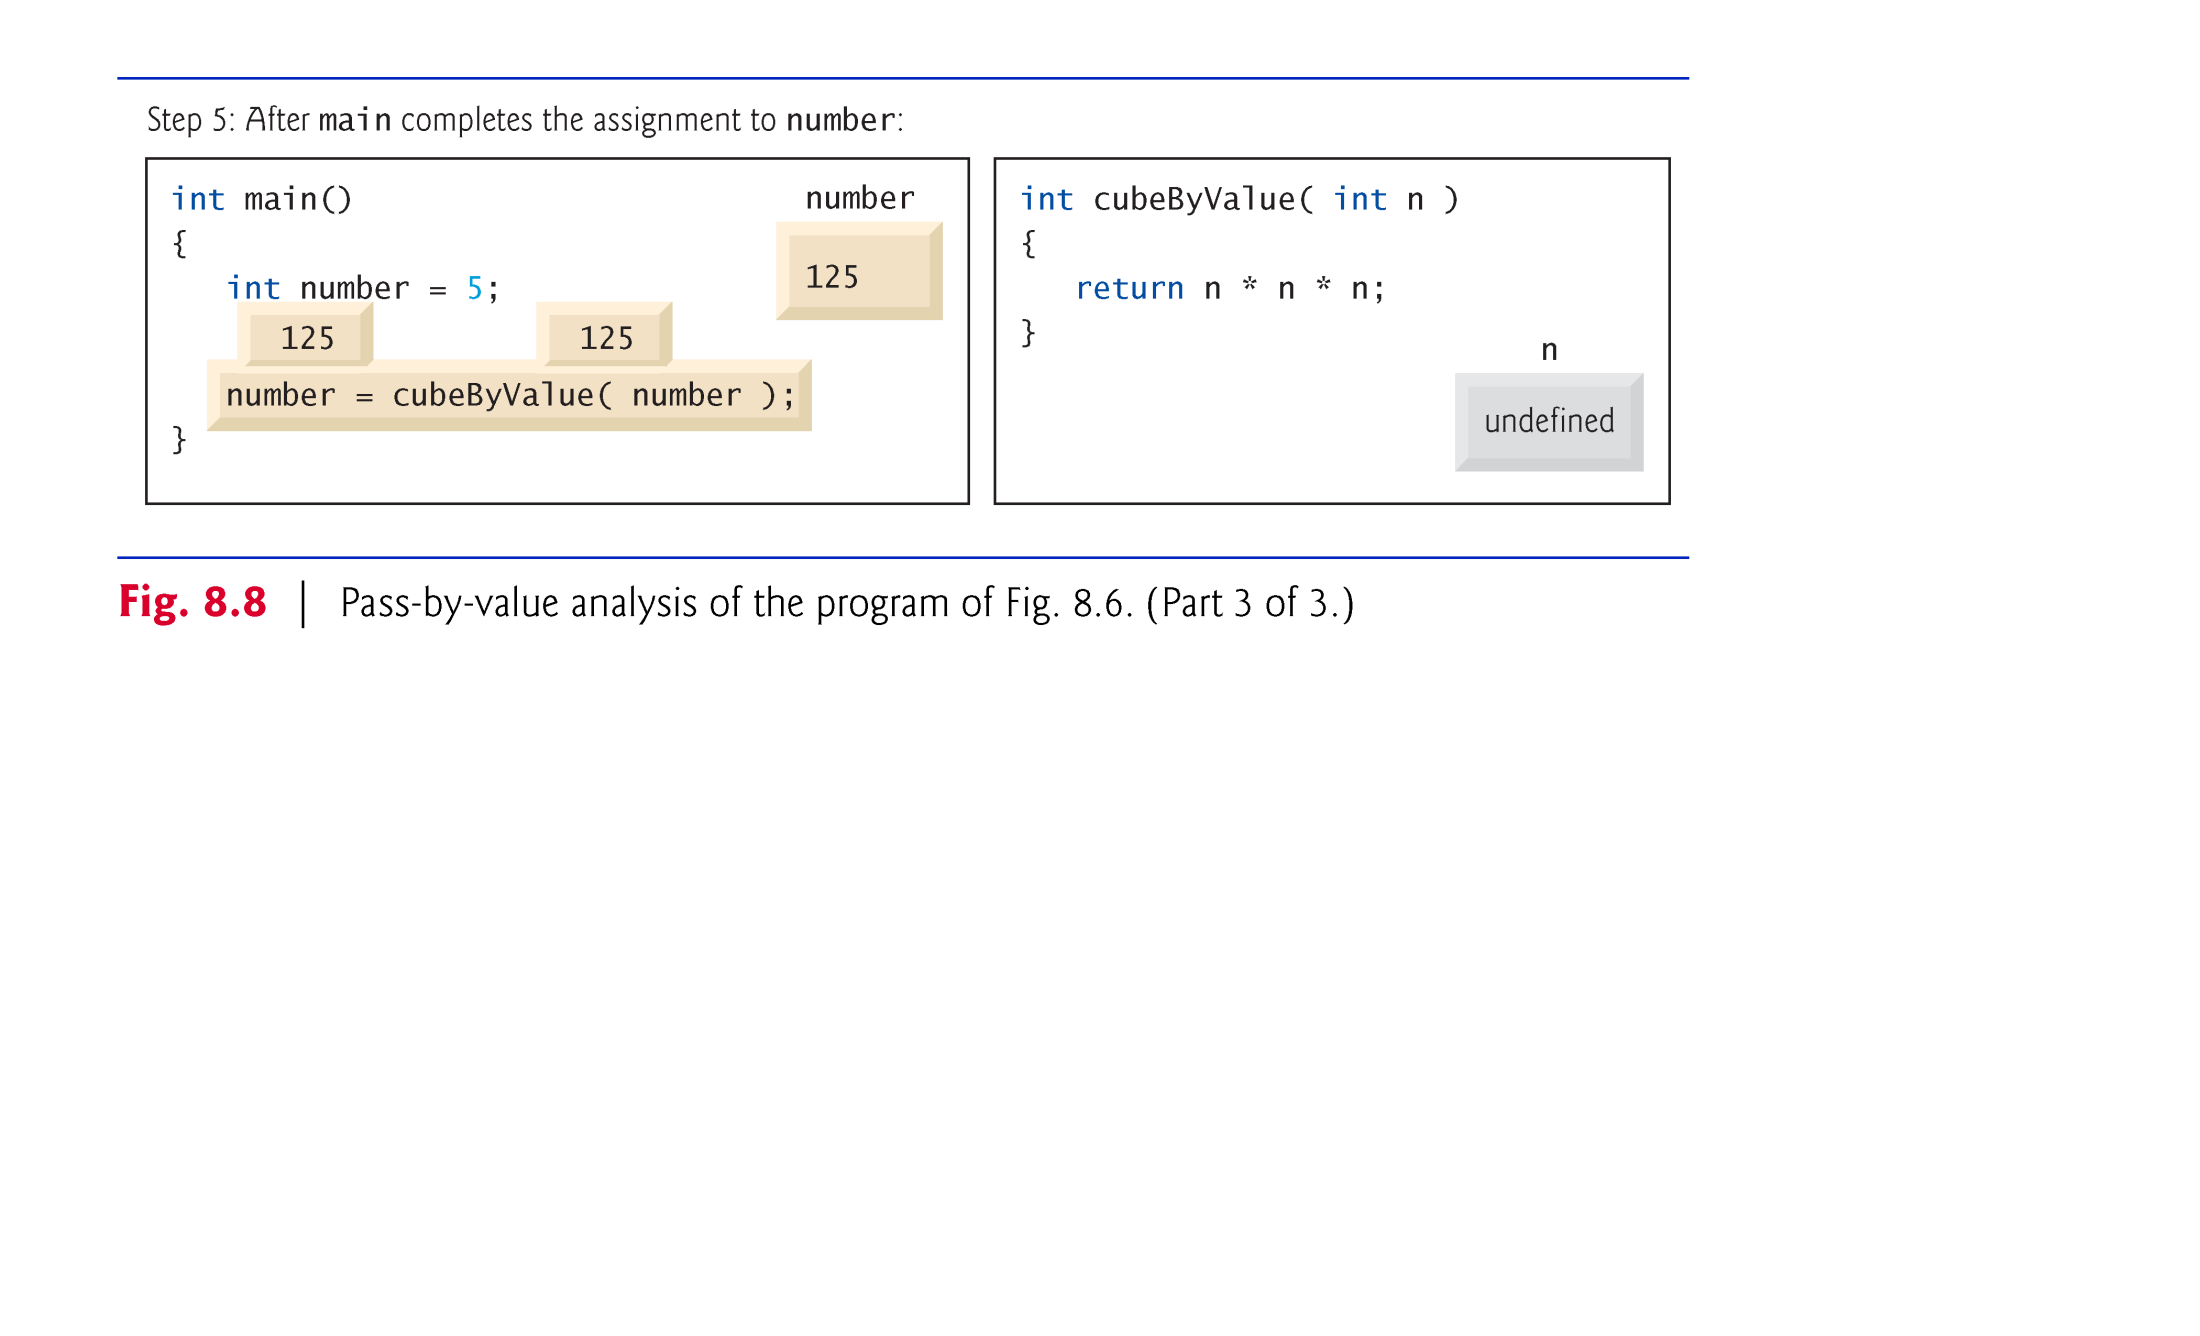 Step 5: After main completes the assignment to number:
int main()
{
int number = 5;
125 125
number = cubeByValue( number );
}
number
125
int cubeByValue( int n )
{
return n * n * n;
}
n
undefined
Fig. 8.8 | Pass-by-value analysis of the program of Fig. 8.6. (Part 3 of 3.)